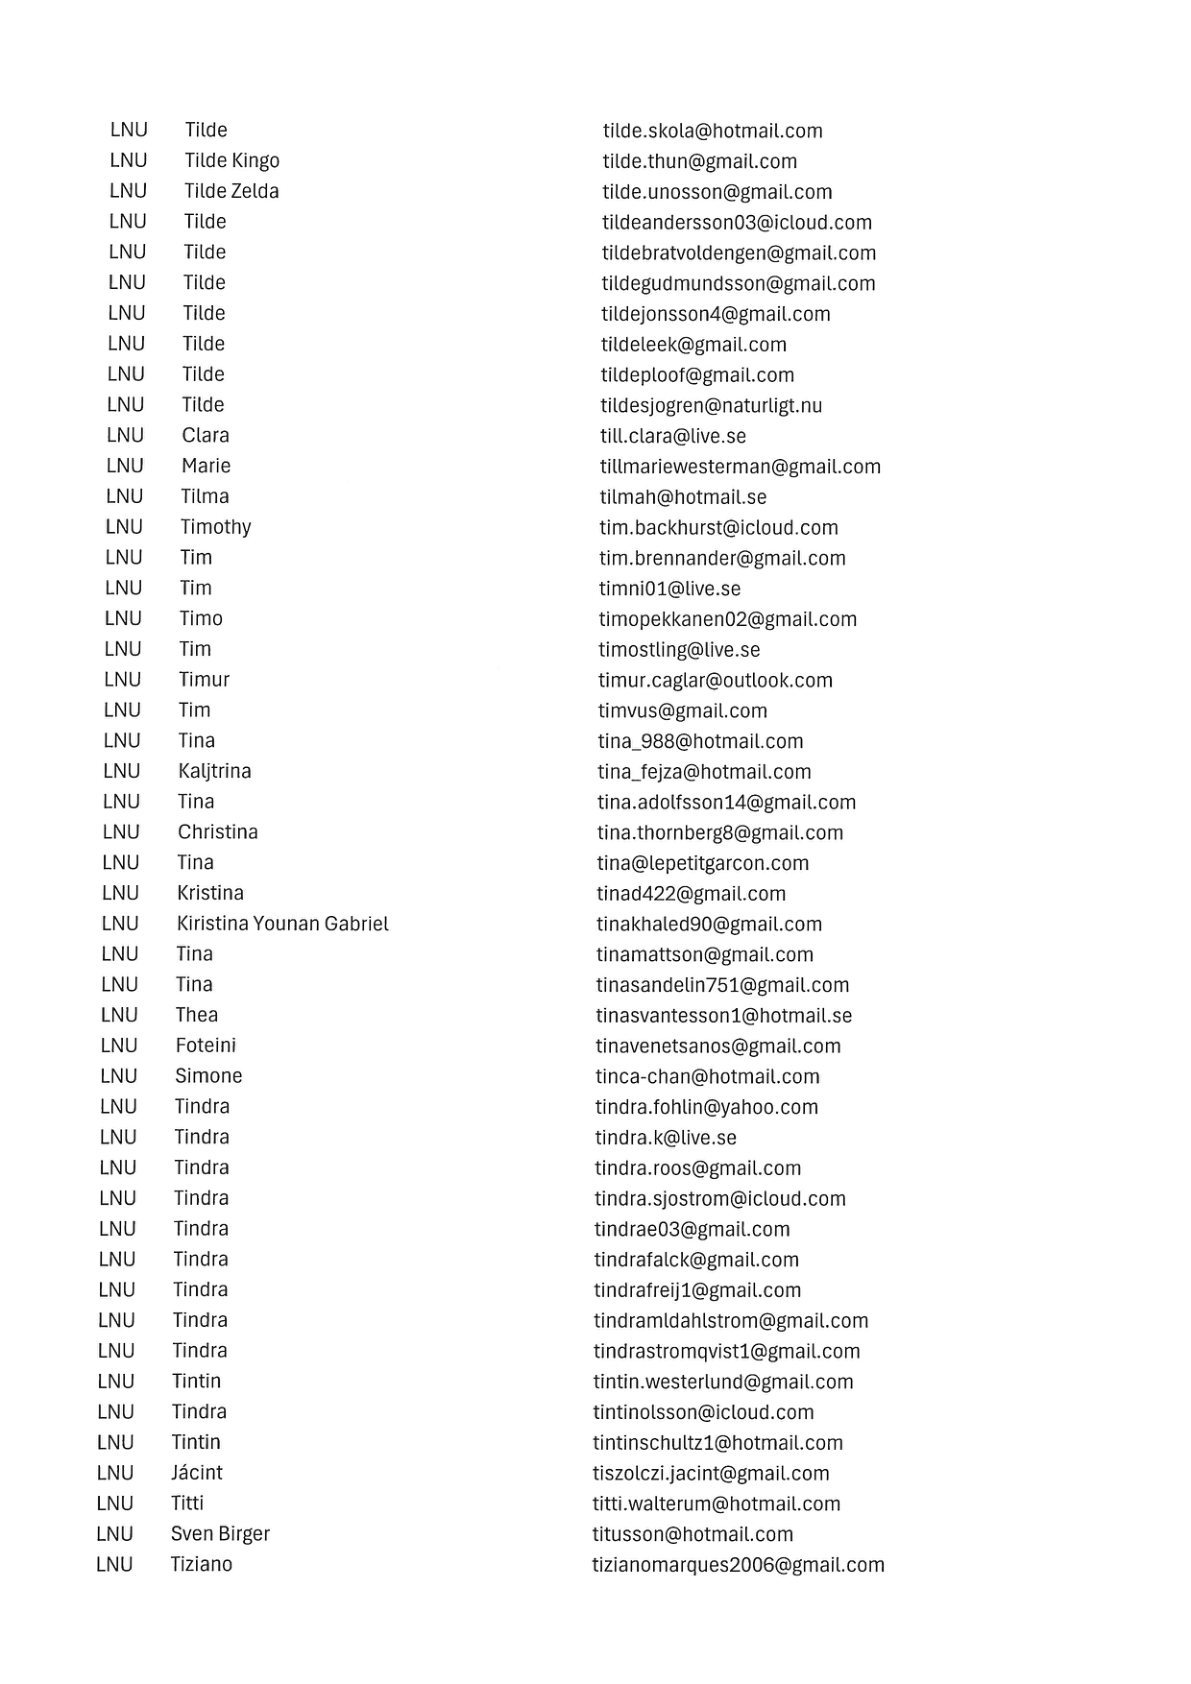 LNU Tilde tilde.skola@hotmail.com
LNU Tilde Kingo tilde.thun@gmail.com
LNU Tilde Zelda tilde.unosson@gmail.com
LNU Tilde tildeandersson03@icloud.com
LNU Tilde tildebratvoldengen@gmail.com
LNU Tilde tildegudmundsson@gmail.com
LNU Tilde tildejonsson4@gmail.com
LNU Tilde tildeleek@gmail.com
LNU Tilde tildeploof@gmail.com
LNU Tilde tildesjogren@naturligt.nu
LNU Clara till.clara@live.se
LNU Marie tillmariewesterman@gmail.com
LNU Tilma tilmah@hotmail.se
LNU Timothy tim.backhurst@icloud.com
LNU Tim tim.brennander@gmail.com
LNU Tim timni01@live.se
LNU Timo timopekkanen02@gmail.com
LNU Tim timostling@live.se
LNU Timur timur.caglar@outlook.com
LNU Tim timvus@gmail.com
LNU Tina tina_988@hotmail.com
LNU Kaljtrina tina_fejza@hotmail.com
LNU Tina tina.adolfsson14@gmail.com
LNU Christina tina.thornberg8@gmail.com
LNU Tina tina@lepetitgarcon.com
LNU Kristina tinad422@gmail.com
LNU Kiristina Younan Gabriel tinakhaled90@gmail.com
LNU Tina tinamattson@gmail.com
LNU Tina tinasandelin751@gmail.com
LNU Thea tinasvantesson1@hotmail.se
LNU Foteini tinavenetsanos@gmail.com
LNU Simone tinca-chan@hotmail.com
LNU Tindra tindra.fohlin@yahoo.com
LNU Tindra tindra.k@live.se
LNU Tindra tindra.roos@gmail.com
LNU Tindra tindra.sjostrom@icloud.com
LNU Tindra tindrae03@gmail.com
LNU Tindra tindrafalck@gmail.com
LNU Tindra tindrafreij1@gmail.com
LNU Tindra tindramldahlstrom@gmail.com
LNU Tindra tindrastromqvist1@gmail.com
LNU Tintin tintin.westerlund@gmail.com
LNU Tindra tintinolsson@icloud.com
LNU Tintin tintinschultz1@hotmail.com
LNU Jácint tiszolczi.jacint@gmail.com
LNU Titti titti.walterum@hotmail.com
LNU Sven Birger titusson@hotmail.com
LNU Tiziano tizianomarques2006@gmail.com